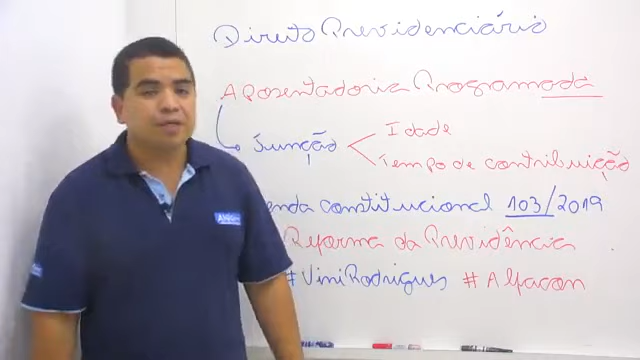 Direito Previdenciário
Aposentadoria Programada
Junção
Idade
Tempo de contribuição
enda constitucional 103/2019
Reforma da Previdência
#ViniRodrigues #Alfacon